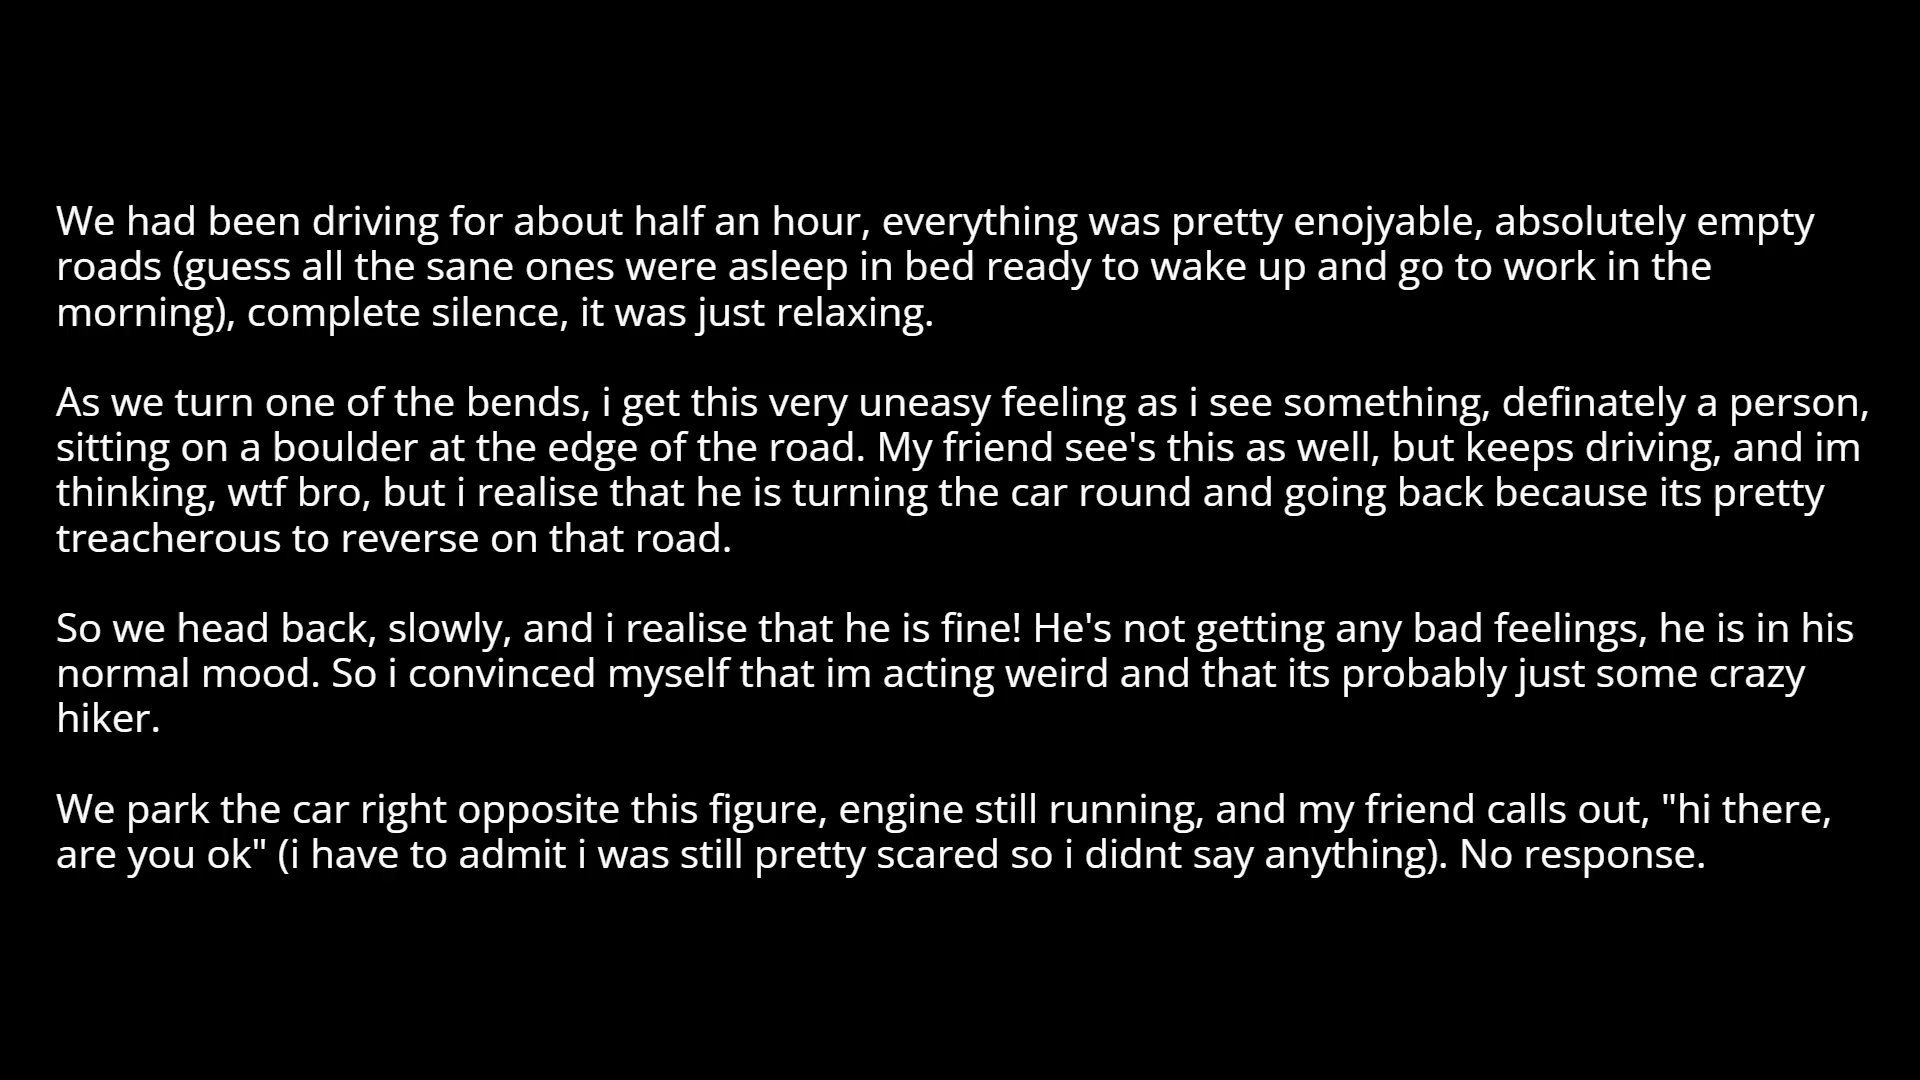 We had been driving for about half an hour, everything was pretty enojyable, absolutely empty
roads (guess all the sane ones were asleep in bed ready to wake up and go to work in the
morning), complete silence, it was just relaxing.
As we turn one of the bends, i get this very uneasy feeling as i see something, definately a person,
sitting on a boulder at the edge of the road. My friend see's this as well, but keeps driving, and im
thinking, wtf bro, but i realise that he is turning the car round and going back because its pretty
treacherous to reverse on that road.
So we head back, slowly, and i realise that he is fine! He's not getting any bad feelings, he is in his
normal mood. So i convinced myself that im acting weird and that its probably just some crazy
hiker.
We park the car right opposite this figure, engine still running, and my friend calls out, "hi there,
are you ok" (i have to admit i was still pretty scared so i didnt say anything). No response.